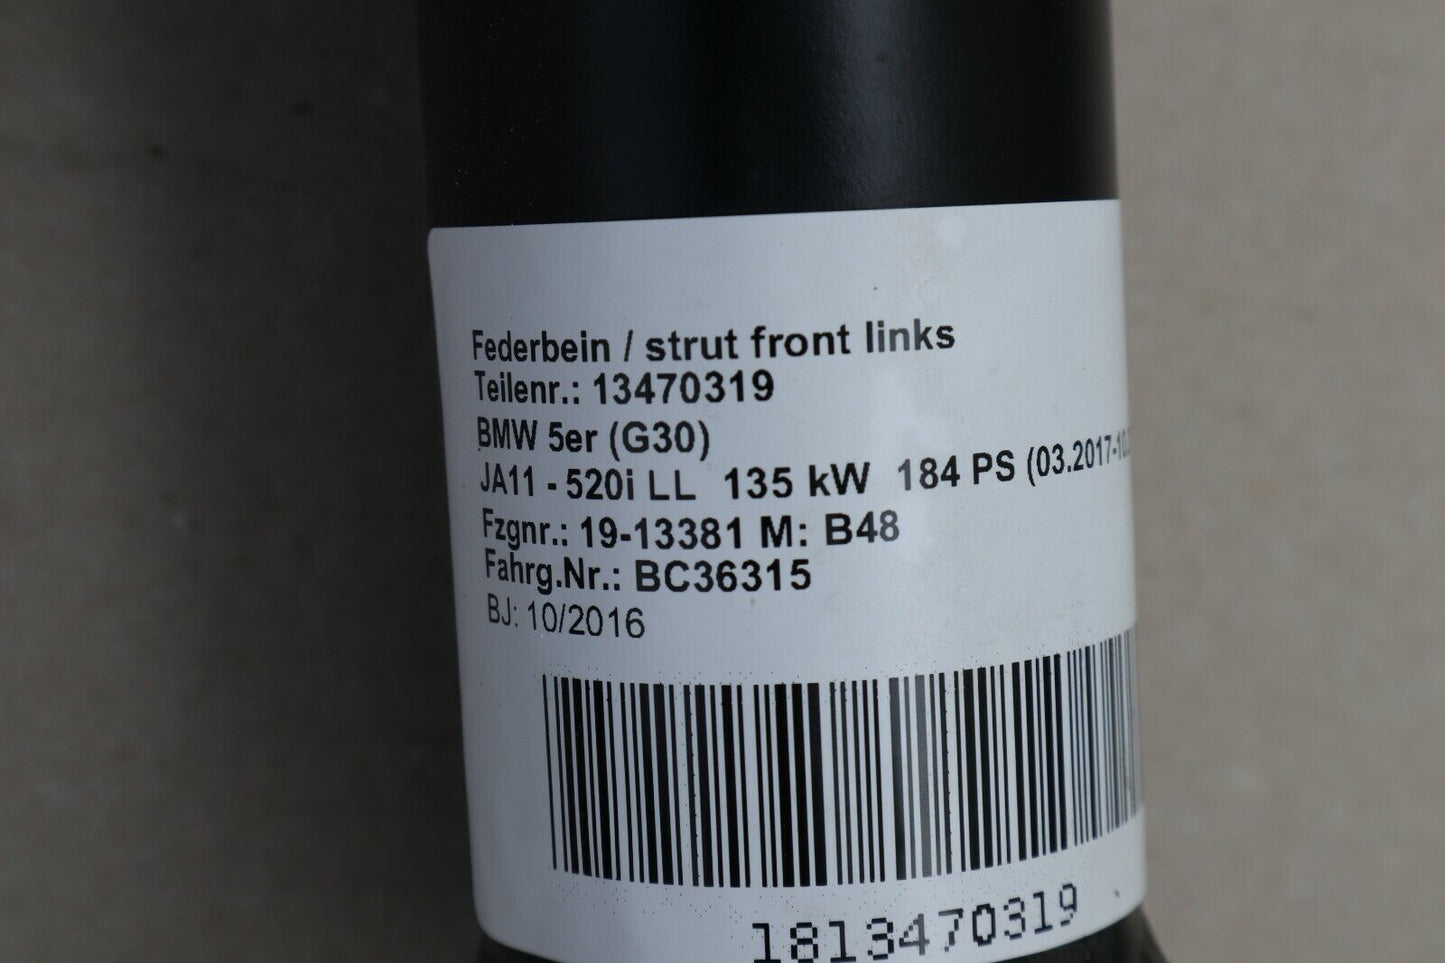 Federbein / strut front links
Teilenr.: 13470319
BMW 5er (G30)
JA11 - 520i LL 135 kW 184 PS (03.2017-10.
Fzgnr.: 19-13381 M: B48
Fahrg.Nr.: BC36315
BJ: 10/2016
1813470319